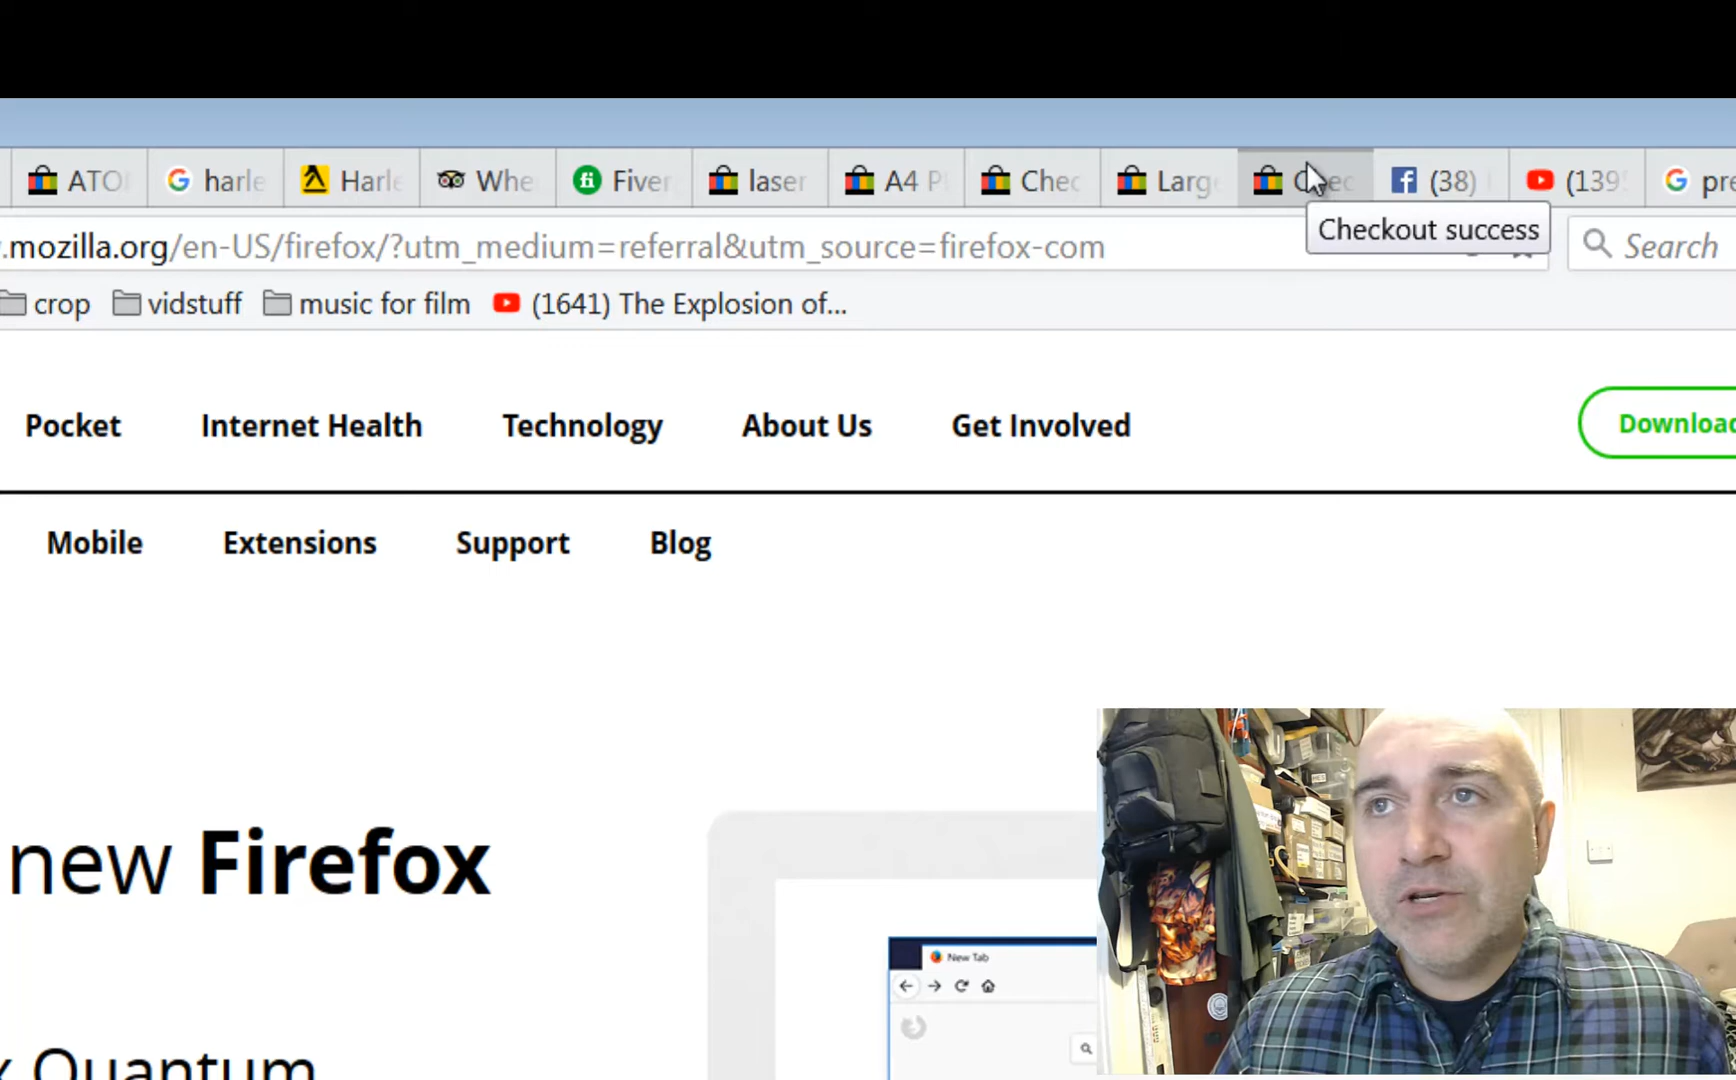 ATO harle Harle Whe Fiver laser A4 P Chec Large Chec (38) (139 pre
Checkout success
.mozilla.org/en-US/firefox/?utm_medium=referral&utm_source=firefox-com Search
crop vidstuff music for film (1641) The Explosion of...
Pocket Internet Health Technology About Us Get Involved Download
Mobile Extensions Support Blog
new Firefox
New Tab
x Quantum